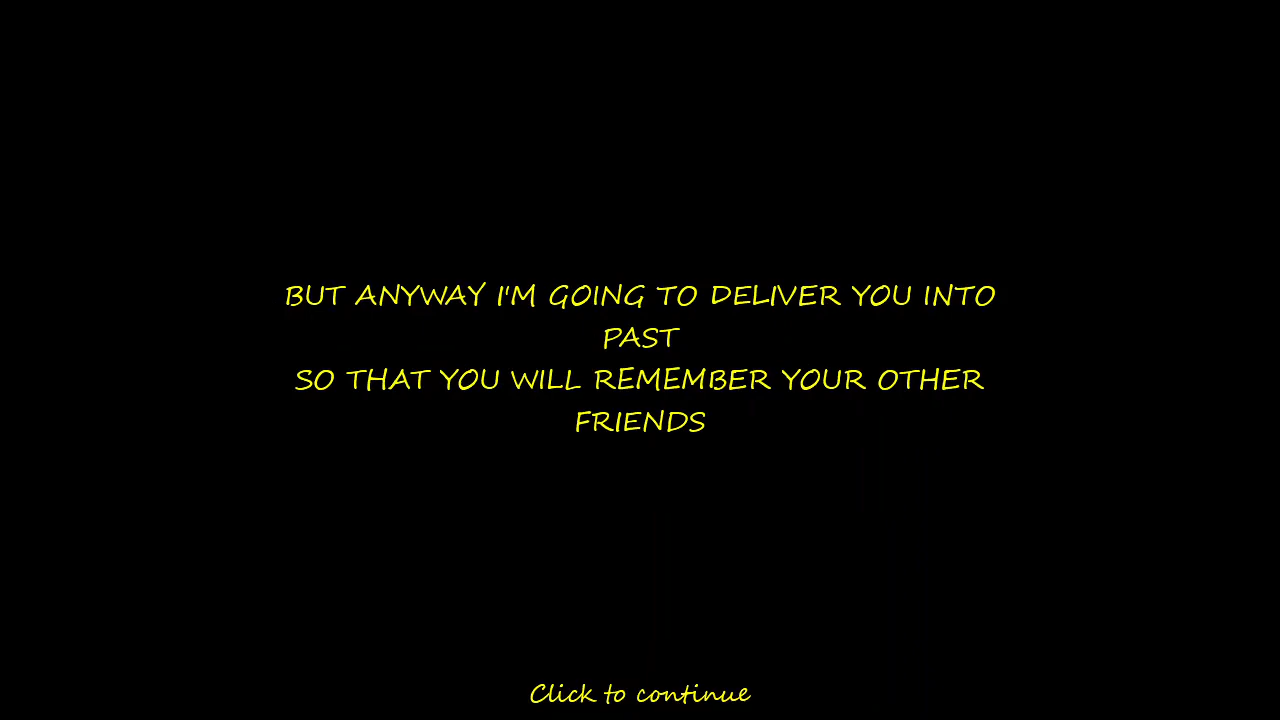 BUT ANYWAY I'M GOING TO DELIVER YOU INTO
PAST
SO THAT YOU WILL REMEMBER YOUR OTHER
FRIENDS
Click to continue